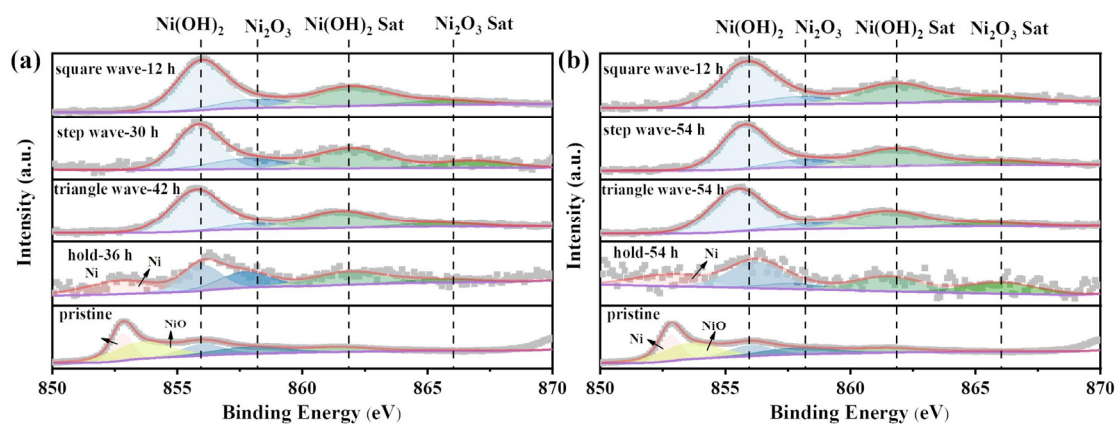 Ni(OH)₂ Ni₂O₃ Ni(OH)₂ Sat Ni₂O₃ Sat
(a)
square wave-12 h
step wave-30 h
triangle wave-42 h
hold-36 h
Ni
Ni
pristine
NiO
850 855 860 865 870
Binding Energy (eV)
Intensity (a.u.)
Ni(OH)₂ Ni₂O₃ Ni(OH)₂ Sat Ni₂O₃ Sat
(b)
square wave-12 h
step wave-54 h
triangle wave-54 h
hold-54 h
Ni
pristine
NiO
Ni
850 855 860 865 870
Binding Energy (eV)
Intensity (a.u.)